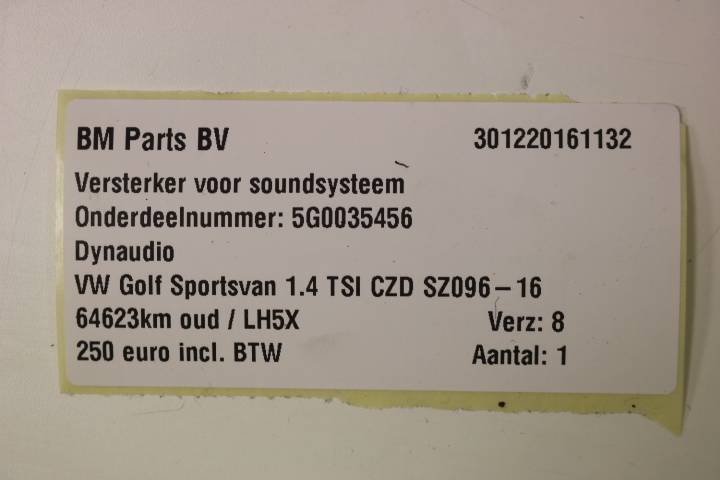 BM Parts BV 301220161132
Versterker voor soundsysteem
Onderdeelnummer: 5G0035456
Dynaudio
VW Golf Sportsvan 1.4 TSI CZD SZ096-16
64623km oud / LH5X Verz: 8
250 euro incl. BTW Aantal: 1